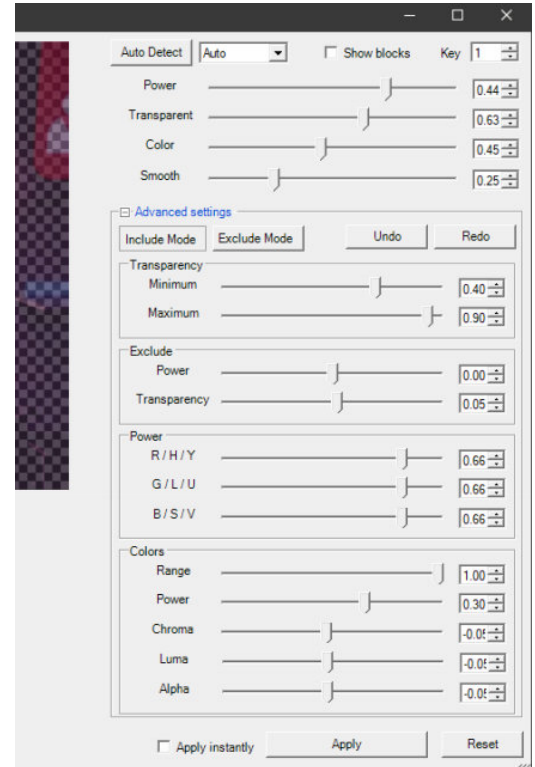 Auto Detect Auto Show blocks Key 1
Power 0.44
Transparent 0.63
Color 0.45
Smooth 0.25
Advanced settings
Include Mode Exclude Mode Undo Redo
Transparency
Minimum 0.40
Maximum 0.90
Exclude
Power 0.00
Transparency 0.05
Power
R / H / Y 0.66
G / L / U 0.66
B / S / V 0.66
Colors
Range 1.00
Power 0.30
Chroma
Luma
Alpha
Apply instantly Apply Reset